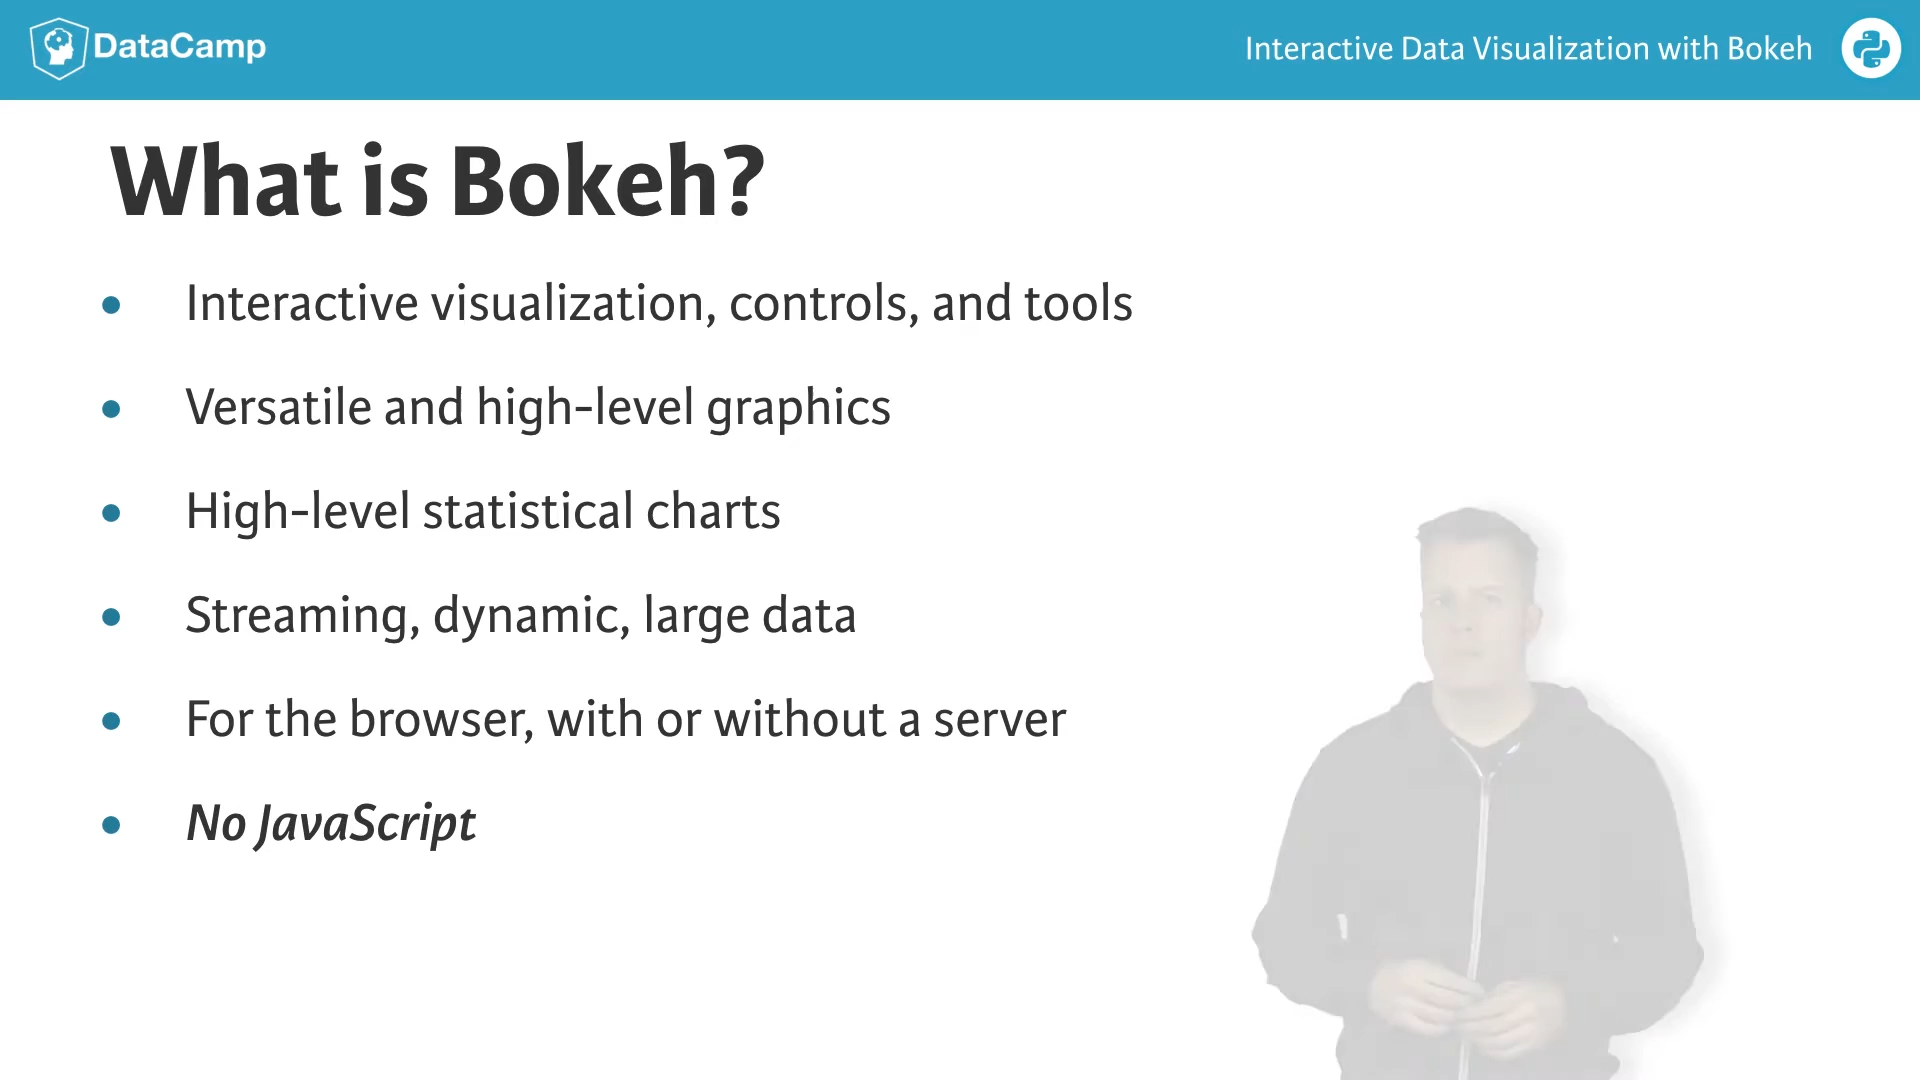 DataCamp
Interactive Data Visualization with Bokeh
What is Bokeh?
• Interactive visualization, controls, and tools
• Versatile and high-level graphics
• High-level statistical charts
• Streaming, dynamic, large data
• For the browser, with or without a server
• No JavaScript